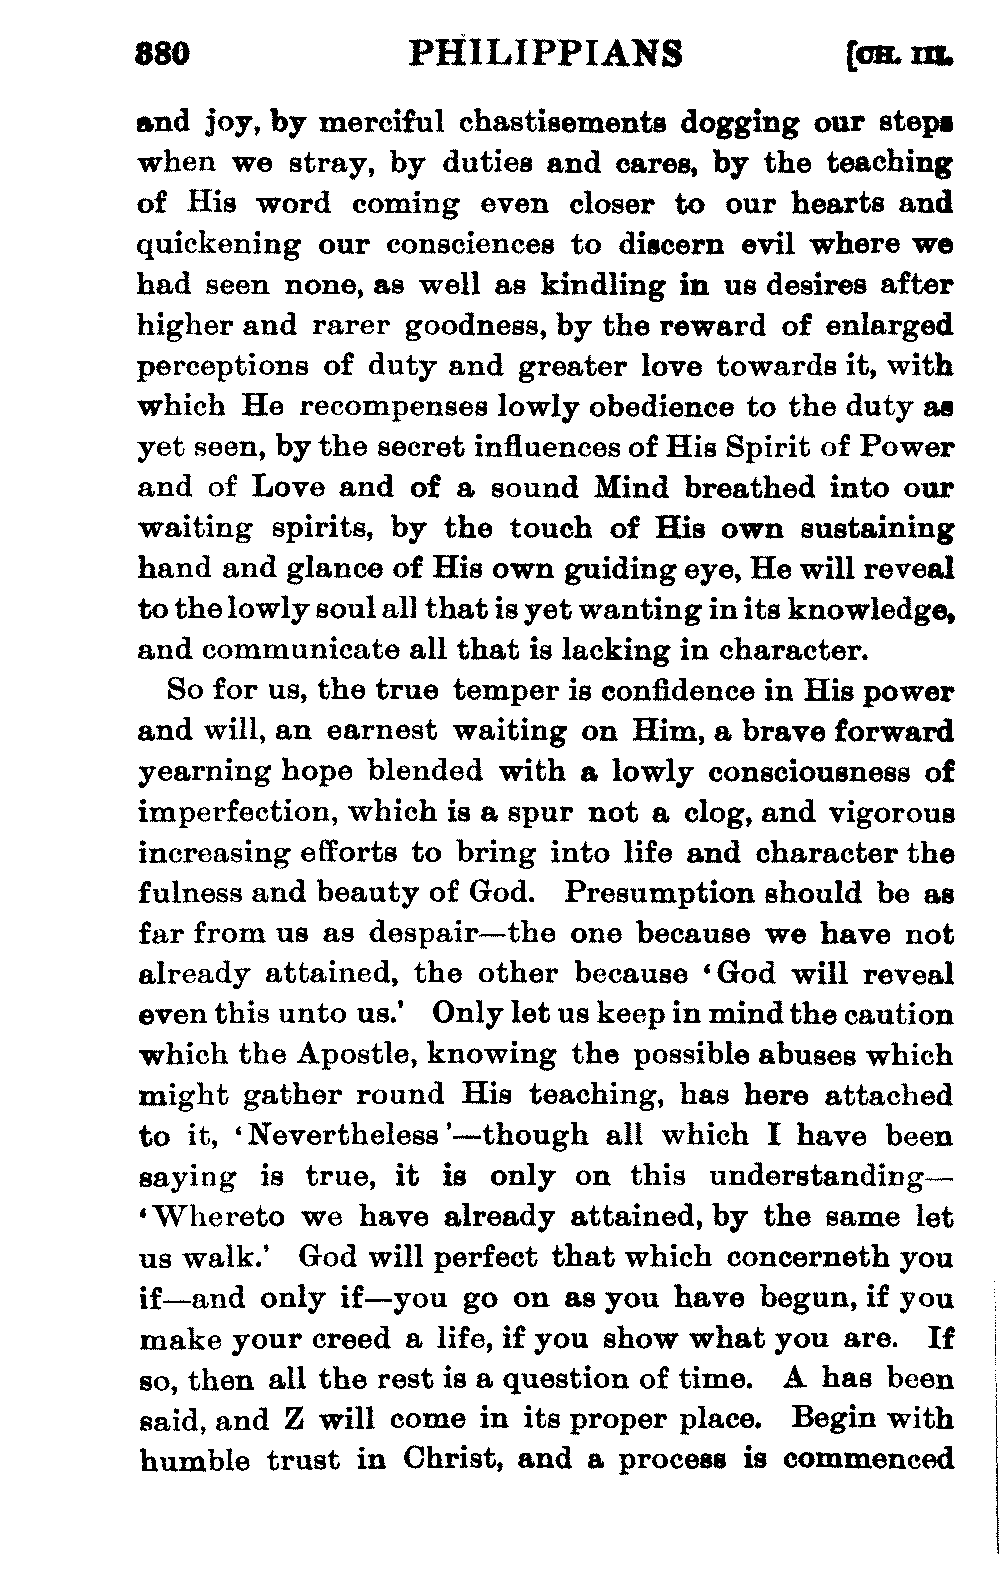 380 PHILIPPIANS [CH. III.
and joy, by merciful chastisements dogging our steps
when we stray, by duties and cares, by the teaching
of His word coming even closer to our hearts and
quickening our consciences to discern evil where we
had seen none, as well as kindling in us desires after
higher and rarer goodness, by the reward of enlarged
perceptions of duty and greater love towards it, with
which He recompenses lowly obedience to the duty as
yet seen, by the secret influences of His Spirit of Power
and of Love and of a sound Mind breathed into our
waiting spirits, by the touch of His own sustaining
hand and glance of His own guiding eye, He will reveal
to the lowly soul all that is yet wanting in its knowledge,
and communicate all that is lacking in character.
So for us, the true temper is confidence in His power
and will, an earnest waiting on Him, a brave forward
yearning hope blended with a lowly consciousness of
imperfection, which is a spur not a clog, and vigorous
increasing efforts to bring into life and character the
fulness and beauty of God. Presumption should be as
far from us as despair—the one because we have not
already attained, the other because ‘God will reveal
even this unto us.’ Only let us keep in mind the caution
which the Apostle, knowing the possible abuses which
might gather round His teaching, has here attached
to it, ‘Nevertheless’—though all which I have been
saying is true, it is only on this understanding—
‘Whereto we have already attained, by the same let
us walk.’ God will perfect that which concerneth you
if—and only if—you go on as you have begun, if you
make your creed a life, if you show what you are. If
so, then all the rest is a question of time. A has been
said, and Z will come in its proper place. Begin with
humble trust in Christ, and a process is commenced